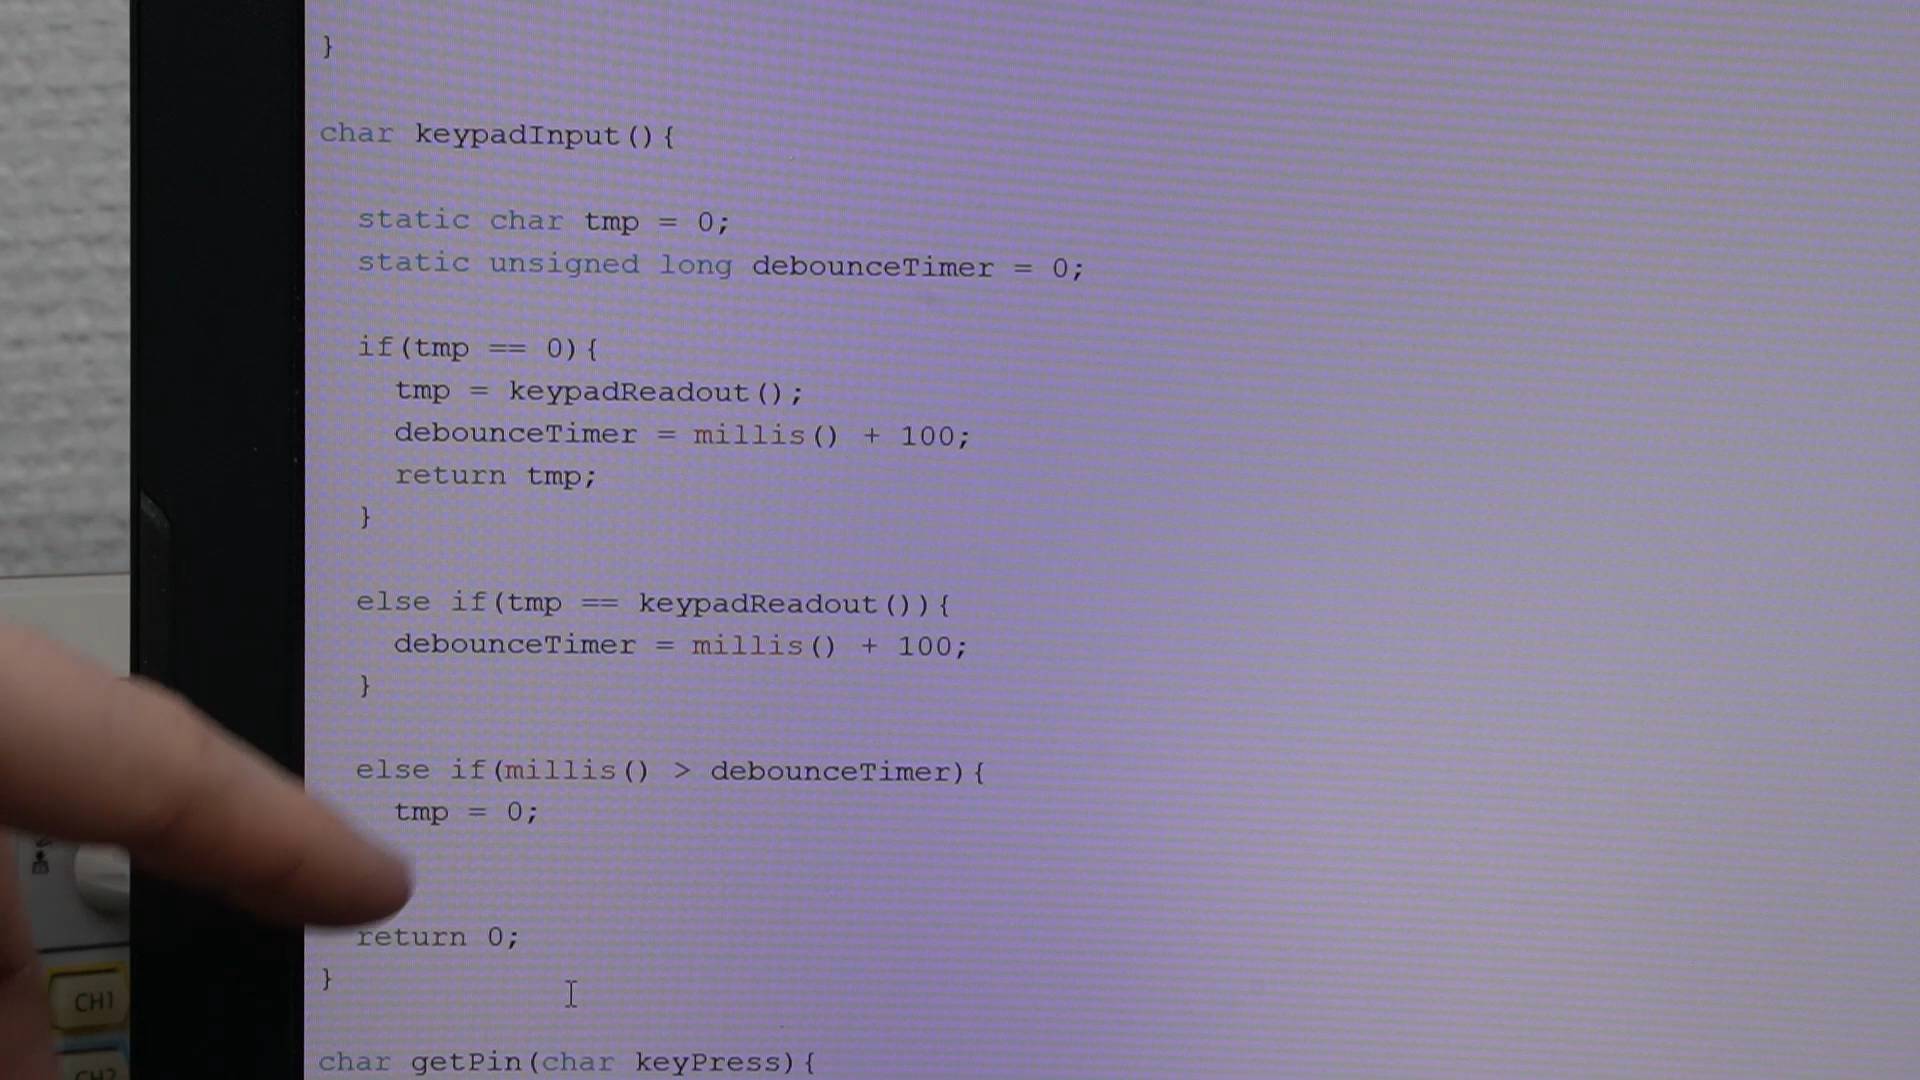 }
char keypadInput(){
static char tmp = 0;
static unsigned long debounceTimer = 0;
if(tmp == 0){
tmp = keypadReadout();
debounceTimer = millis() + 100;
return tmp;
}
else if(tmp == keypadReadout()){
debounceTimer = millis() + 100;
}
else if(millis() > debounceTimer){
tmp = 0;
return 0;
}
char getPin(char keyPress){
CH1
CH2